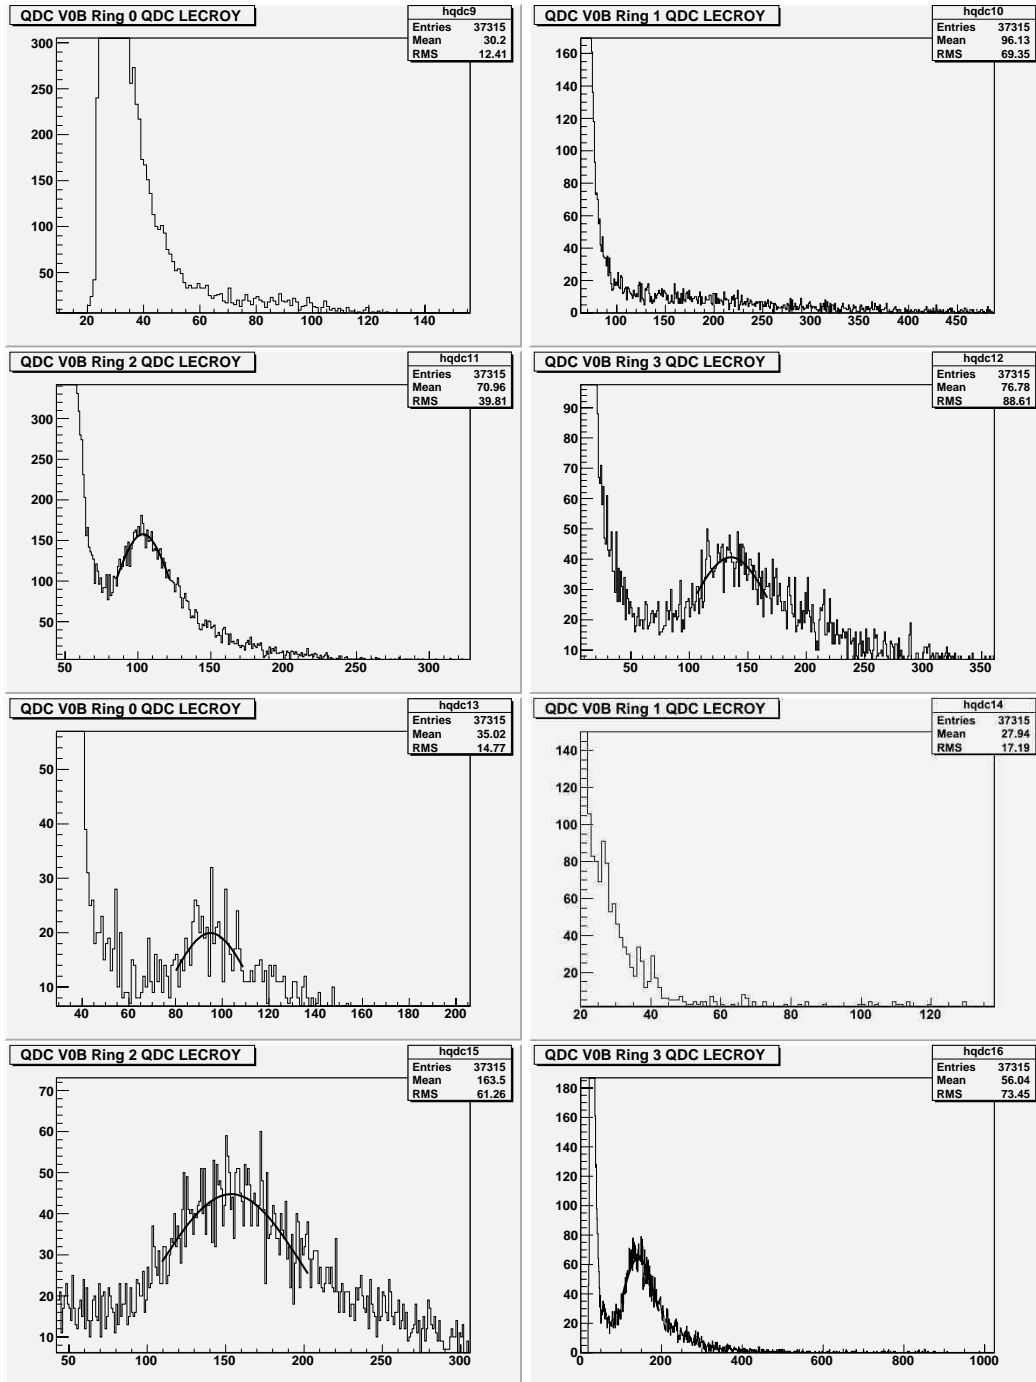 QDC V0B Ring 0 QDC LECROY
hqdc9
Entries 37315
Mean 30.2
RMS 12.41
300
250
200
150
100
50
20 40 60 80 100 120 140
QDC V0B Ring 1 QDC LECROY
hqdc10
Entries 37315
Mean 96.13
RMS 69.35
160
140
120
100
80
60
40
20
0
100 150 200 250 300 350 400 450
QDC V0B Ring 2 QDC LECROY
hqdc11
Entries 37315
Mean 70.96
RMS 39.81
300
250
200
150
100
50
50 100 150 200 250 300
QDC V0B Ring 3 QDC LECROY
hqdc12
Entries 37315
Mean 76.78
RMS 88.61
90
80
70
60
50
40
30
20
10
50 100 150 200 250 300 350
QDC V0B Ring 0 QDC LECROY
hqdc13
Entries 37315
Mean 35.02
RMS 14.77
50
40
30
20
10
40 60 80 100 120 140 160 180 200
QDC V0B Ring 1 QDC LECROY
hqdc14
Entries 37315
Mean 27.94
RMS 17.19
140
120
100
80
60
40
20
20 40 60 80 100 120
QDC V0B Ring 2 QDC LECROY
hqdc15
Entries 37315
Mean 163.5
RMS 61.26
70
60
50
40
30
20
10
50 100 150 200 250 300
QDC V0B Ring 3 QDC LECROY
hqdc16
Entries 37315
Mean 56.04
RMS 73.45
180
160
140
120
100
80
60
40
20
0
0 200 400 600 800 1000